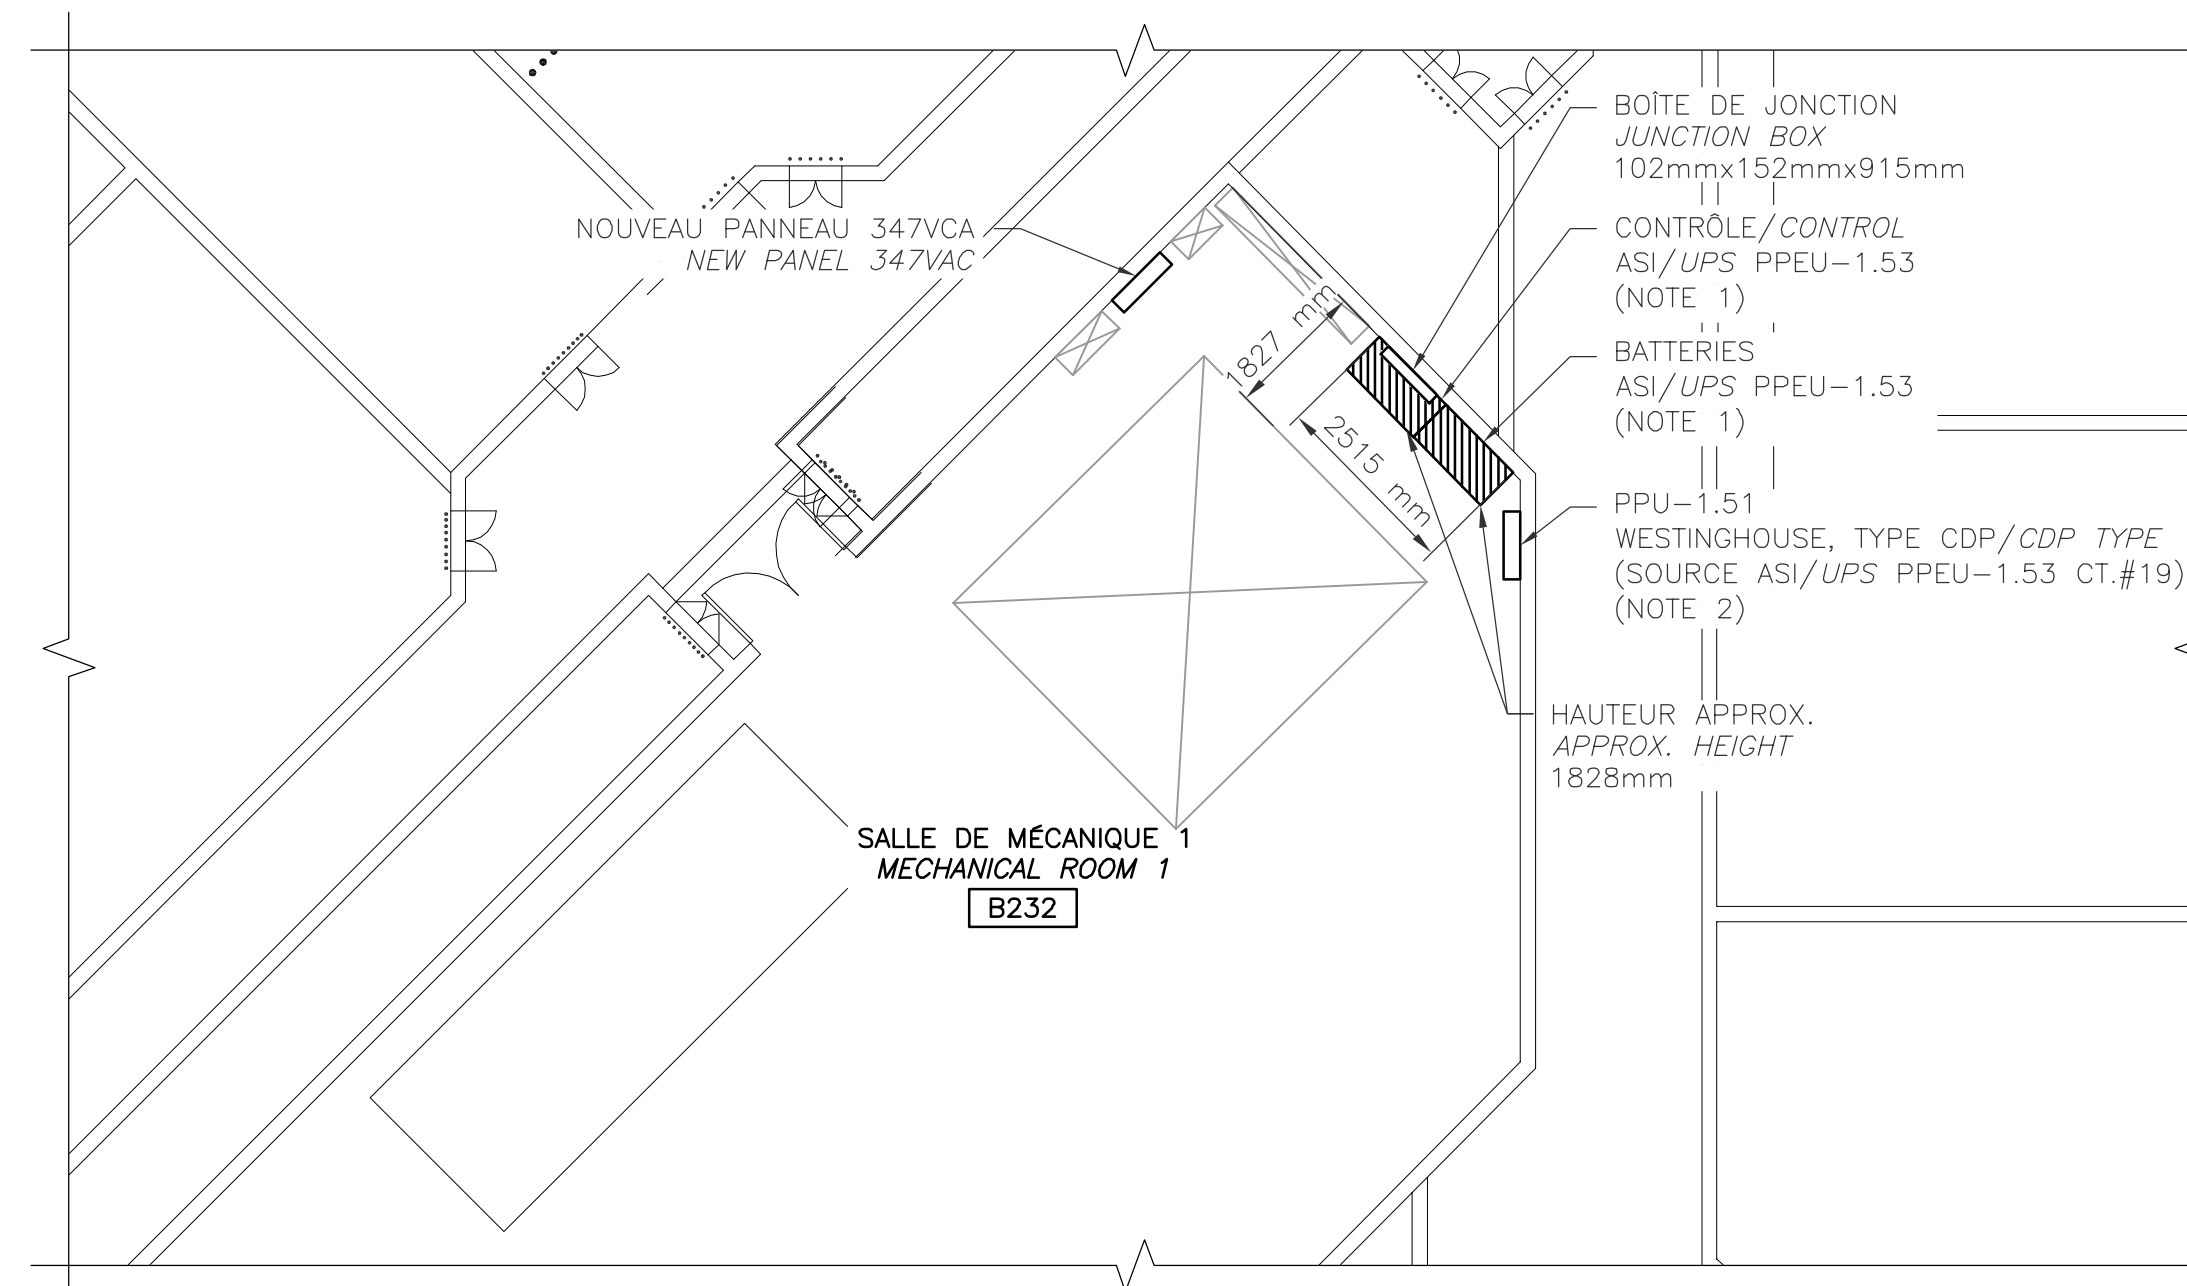 BOÎTE DE JONCTION
JUNCTION BOX
102mmx152mmx915mm
NOUVEAU PANNEAU 347VCA
NEW PANEL 347VAC
CONTRÔLE/CONTROL
ASI/UPS PPEU-1.53
(NOTE 1)
1827 mm
BATTERIES
ASI/UPS PPEU-1.53
(NOTE 1)
2515 mm
PPU-1.51
WESTINGHOUSE, TYPE CDP/CDP TYPE
(SOURCE ASI/UPS PPEU-1.53 CT.#19)
(NOTE 2)
HAUTEUR APPROX.
APPROX. HEIGHT
1828mm
SALLE DE MÉCANIQUE 1
MECHANICAL ROOM 1
B232